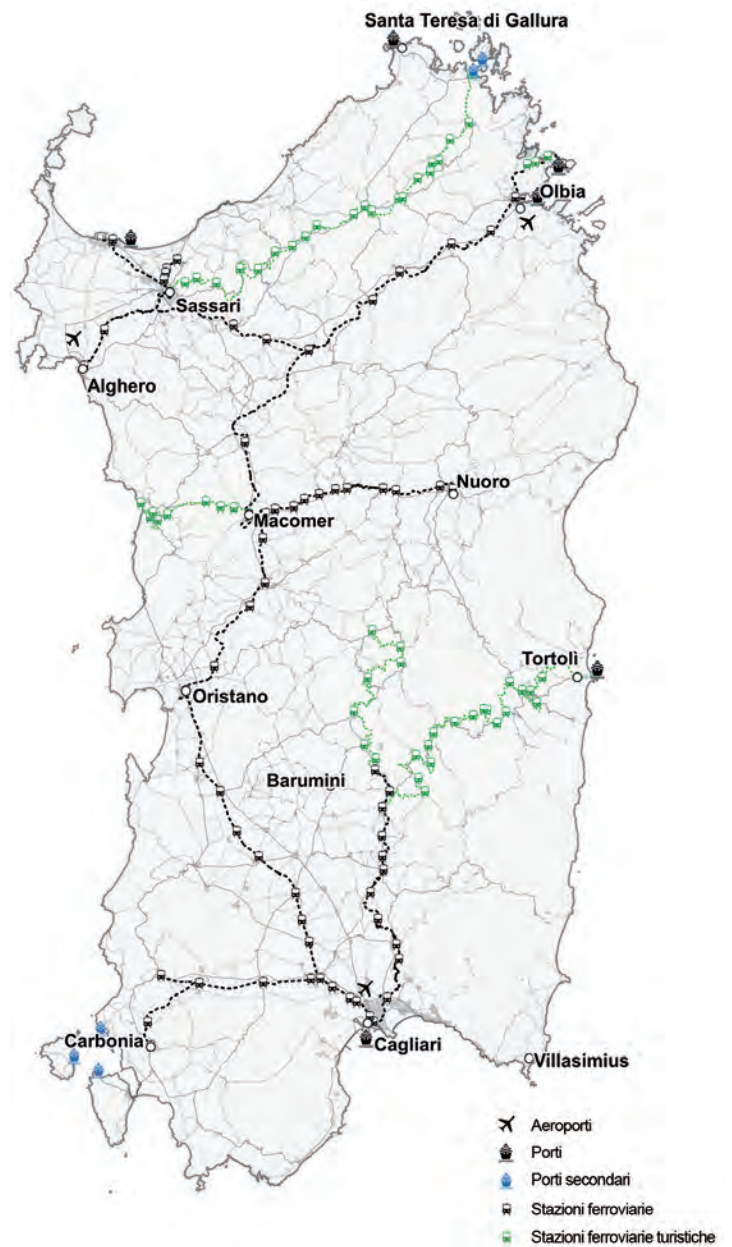 Santa Teresa di Gallura
Olbia
Sassari
Alghero
Nuoro
Macomer
Tortolì
Oristano
Barumini
Carbonia
Cagliari
Villasimius
Aeroporti
Porti
Porti secondari
Stazioni ferroviarie
Stazioni ferroviarie turistiche